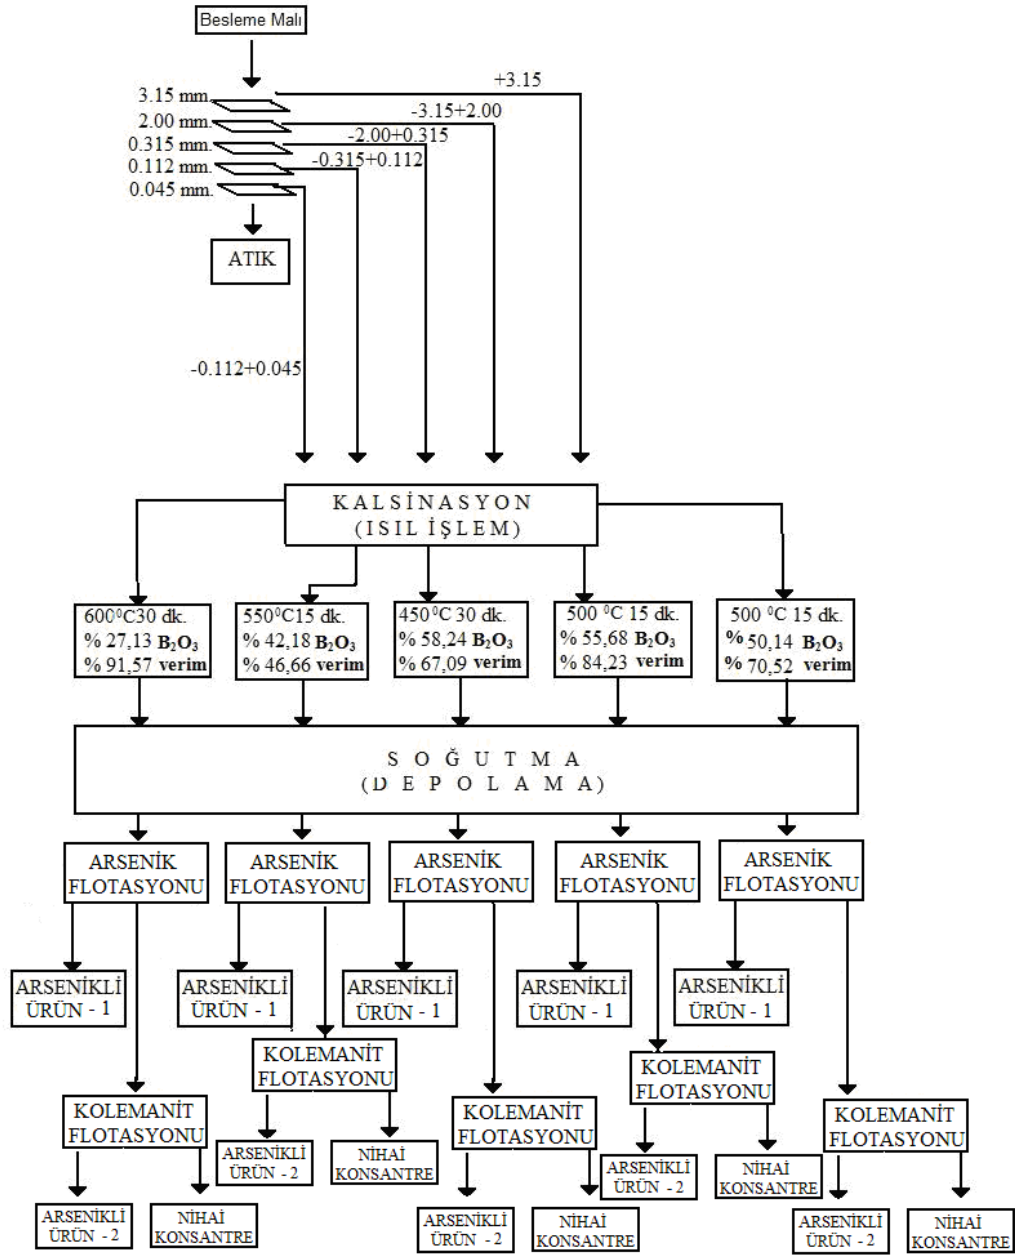 Besleme Malı
+3.15
3.15 mm.
-3.15+2.00
2.00 mm.
-2.00+0.315
0.315 mm.
-0.315+0.112
0.112 mm.
0.045 mm.
ATIK
-0.112+0.045
KALSİNASYON
(ISIL İŞLEM)
600⁰C30 dk.
% 27,13 B₂O₃
% 91,57 verim
550⁰C15 dk.
% 42,18 B₂O₃
% 46,66 verim
450⁰C 30 dk.
% 58,24 B₂O₃
% 67,09 verim
500 ⁰C 15 dk.
% 55,68 B₂O₃
% 84,23 verim
500 ⁰C 15 dk.
% 50,14 B₂O₃
% 70,52 verim
SOĞUTMA
(DEPOLAMA)
ARSENİK
FLOTASYONU
ARSENİK
FLOTASYONU
ARSENİK
FLOTASYONU
ARSENİK
FLOTASYONU
ARSENİK
FLOTASYONU
ARSENİKLİ
ÜRÜN - 1
ARSENİKLİ
ÜRÜN - 1
ARSENİKLİ
ÜRÜN - 1
ARSENİKLİ
ÜRÜN - 1
ARSENİKLİ
ÜRÜN - 1
KOLEMANİT
FLOTASYONU
KOLEMANİT
FLOTASYONU
KOLEMANİT
FLOTASYONU
KOLEMANİT
FLOTASYONU
KOLEMANİT
FLOTASYONU
ARSENİKLİ
ÜRÜN - 2
NİHAİ
KONSANTRE
ARSENİKLİ
ÜRÜN - 2
NİHAİ
KONSANTRE
ARSENİKLİ
ÜRÜN - 2
NİHAİ
KONSANTRE
ARSENİKLİ
ÜRÜN - 2
NİHAİ
KONSANTRE
ARSENİKLİ
ÜRÜN - 2
NİHAİ
KONSANTRE